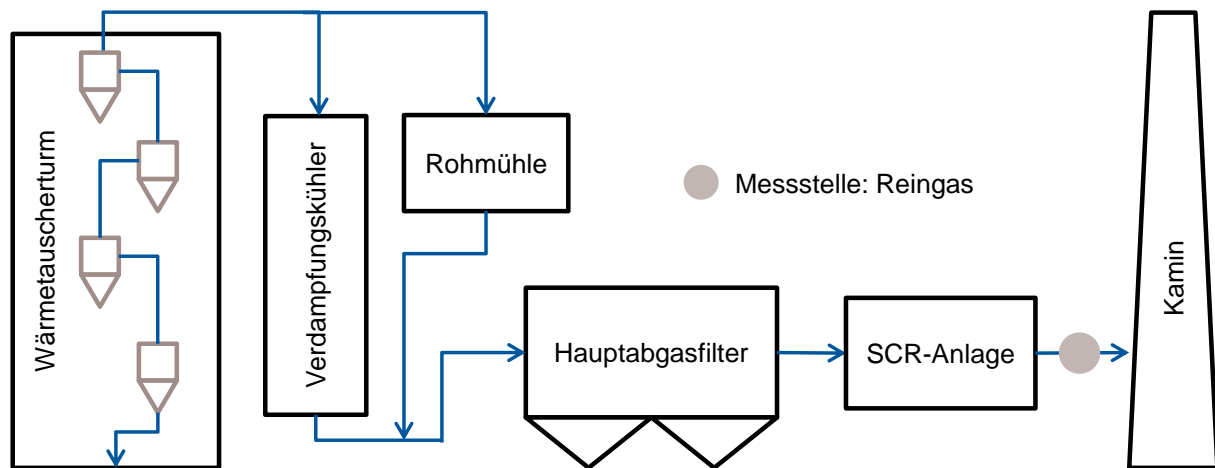 Wärmetauscherturm
Verdampfungskühler
Rohmühle
Messstelle: Reingas
Hauptabgasfilter
SCR-Anlage
Kamin